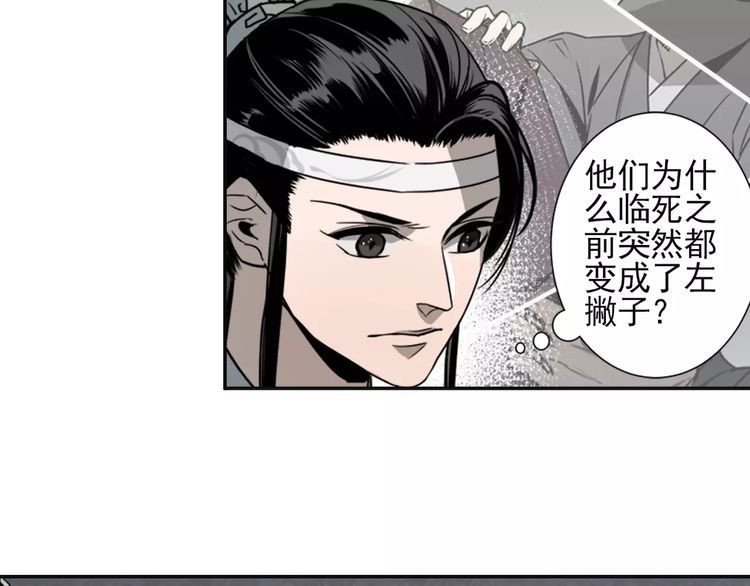 他们为什
么临死之
前突然都
变成了左
撇子？